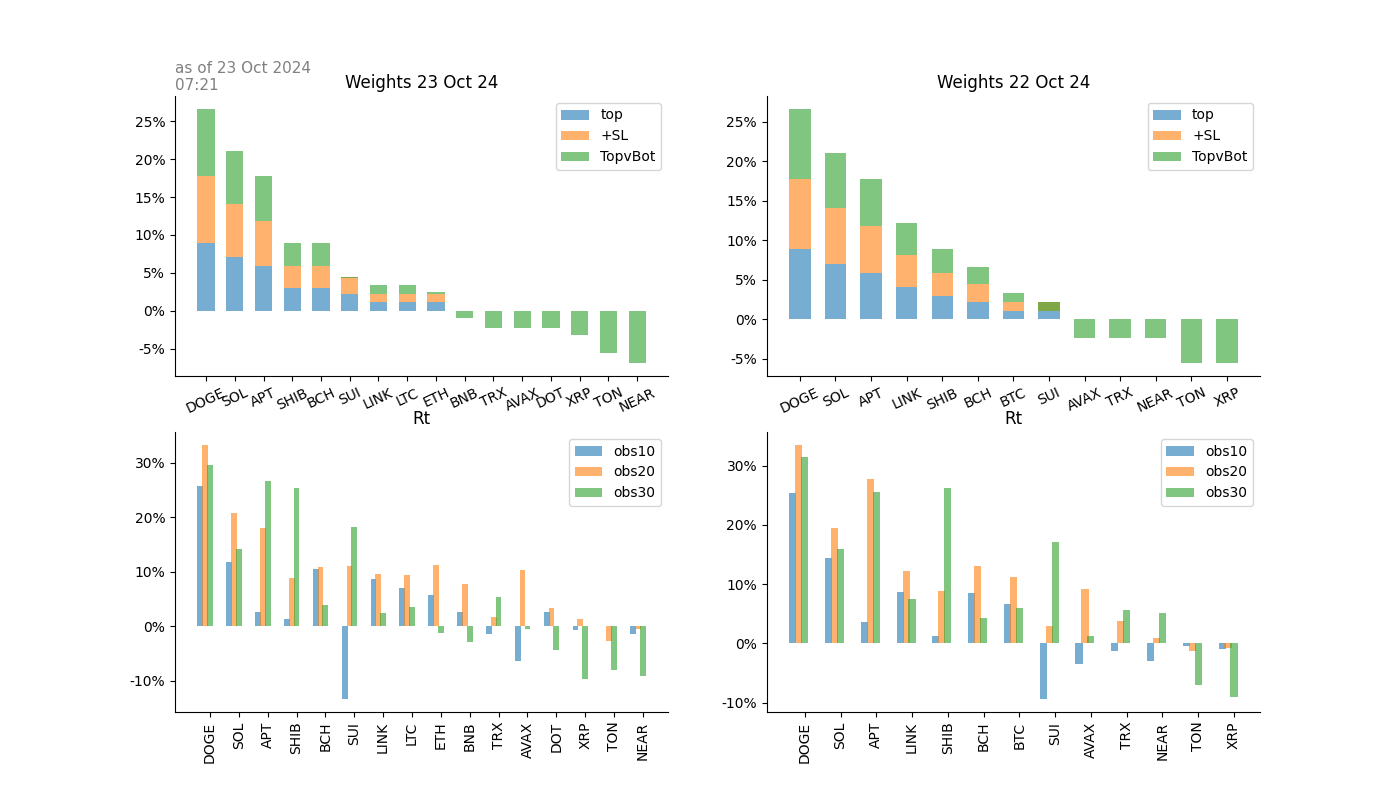 as of 23 Oct 2024
07:21
Weights 23 Oct 24
25%
20%
15%
10%
5%
0%
-5%
top
+SL
TopvBot
DOGE SOL APT SHIB BCH SUI LINK LTC ETH BNB TRX AVAX DOT XRP TON NEAR
Weights 22 Oct 24
25%
20%
15%
10%
5%
0%
-5%
top
+SL
TopvBot
DOGE SOL APT LINK SHIB BCH BTC SUI AVAX TRX NEAR TON XRP
Rt
30%
20%
10%
0%
-10%
obs10
obs20
obs30
DOGE SOL APT SHIB BCH SUI LINK LTC ETH BNB TRX AVAX DOT XRP TON NEAR
Rt
30%
20%
10%
0%
-10%
obs10
obs20
obs30
DOGE SOL APT LINK SHIB BCH BTC SUI AVAX TRX NEAR TON XRP